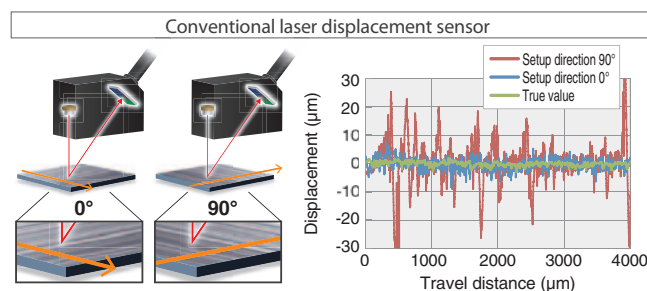 Conventional laser displacement sensor
0°
90°
Setup direction 90°
Setup direction 0°
True value
Displacement (μm)
30
20
10
0
-10
-20
-30
0
1000
2000
3000
4000
Travel distance (μm)